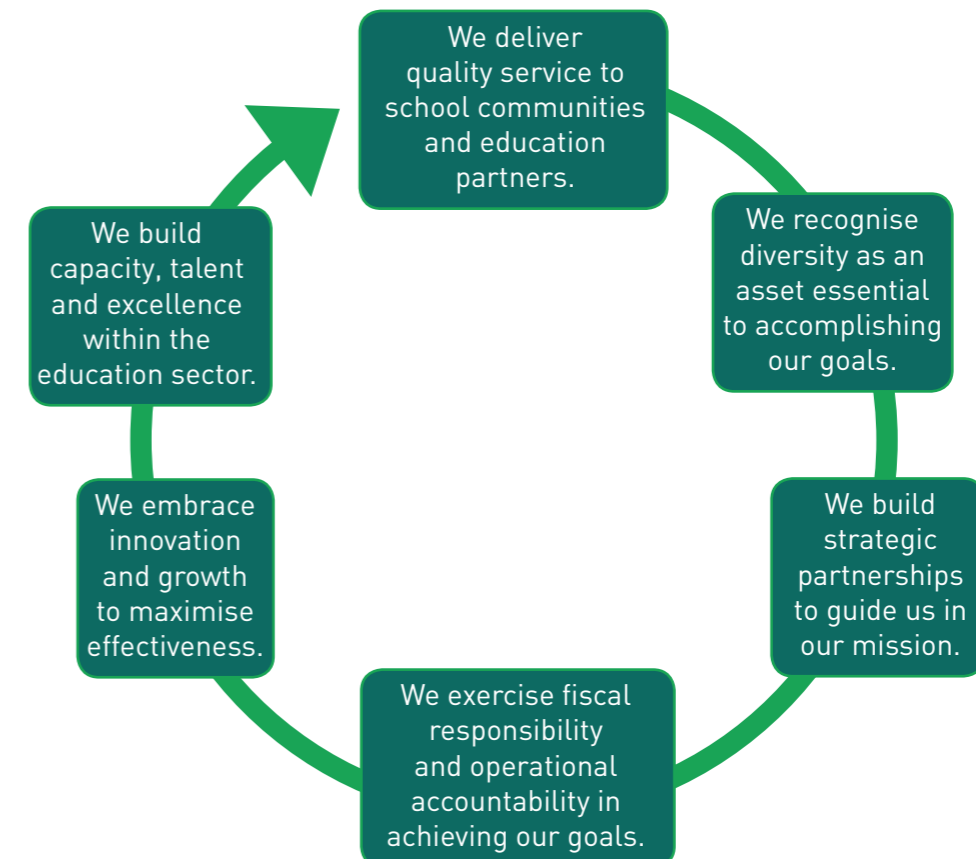 We deliver
quality service to
school communities
and education
partners.
We recognise
diversity as an
asset essential
to accomplishing
our goals.
We build
strategic
partnerships
to guide us in
our mission.
We exercise fiscal
responsibility
and operational
accountability in
achieving our goals.
We embrace
innovation
and growth
to maximise
effectiveness.
We build
capacity, talent
and excellence
within the
education sector.